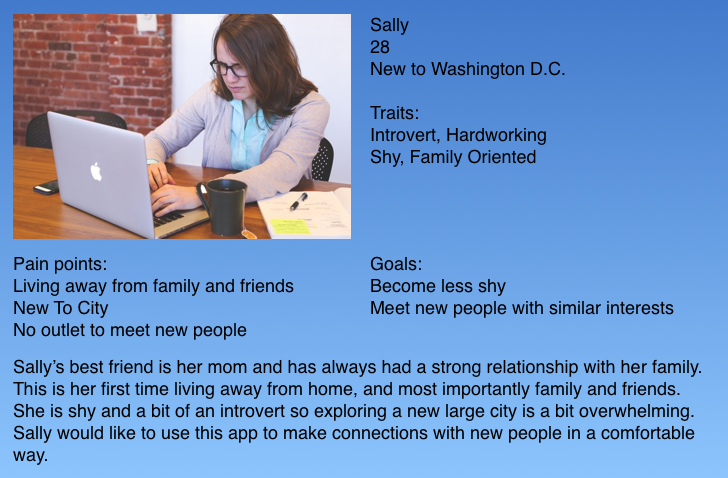 Sally
28
New to Washington D.C.
Traits:
Introvert, Hardworking
Shy, Family Oriented
Pain points:
Living away from family and friends
New To City
No outlet to meet new people
Goals:
Become less shy
Meet new people with similar interests
Sally’s best friend is her mom and has always had a strong relationship with her family.
This is her first time living away from home, and most importantly family and friends.
She is shy and a bit of an introvert so exploring a new large city is a bit overwhelming.
Sally would like to use this app to make connections with new people in a comfortable
way.